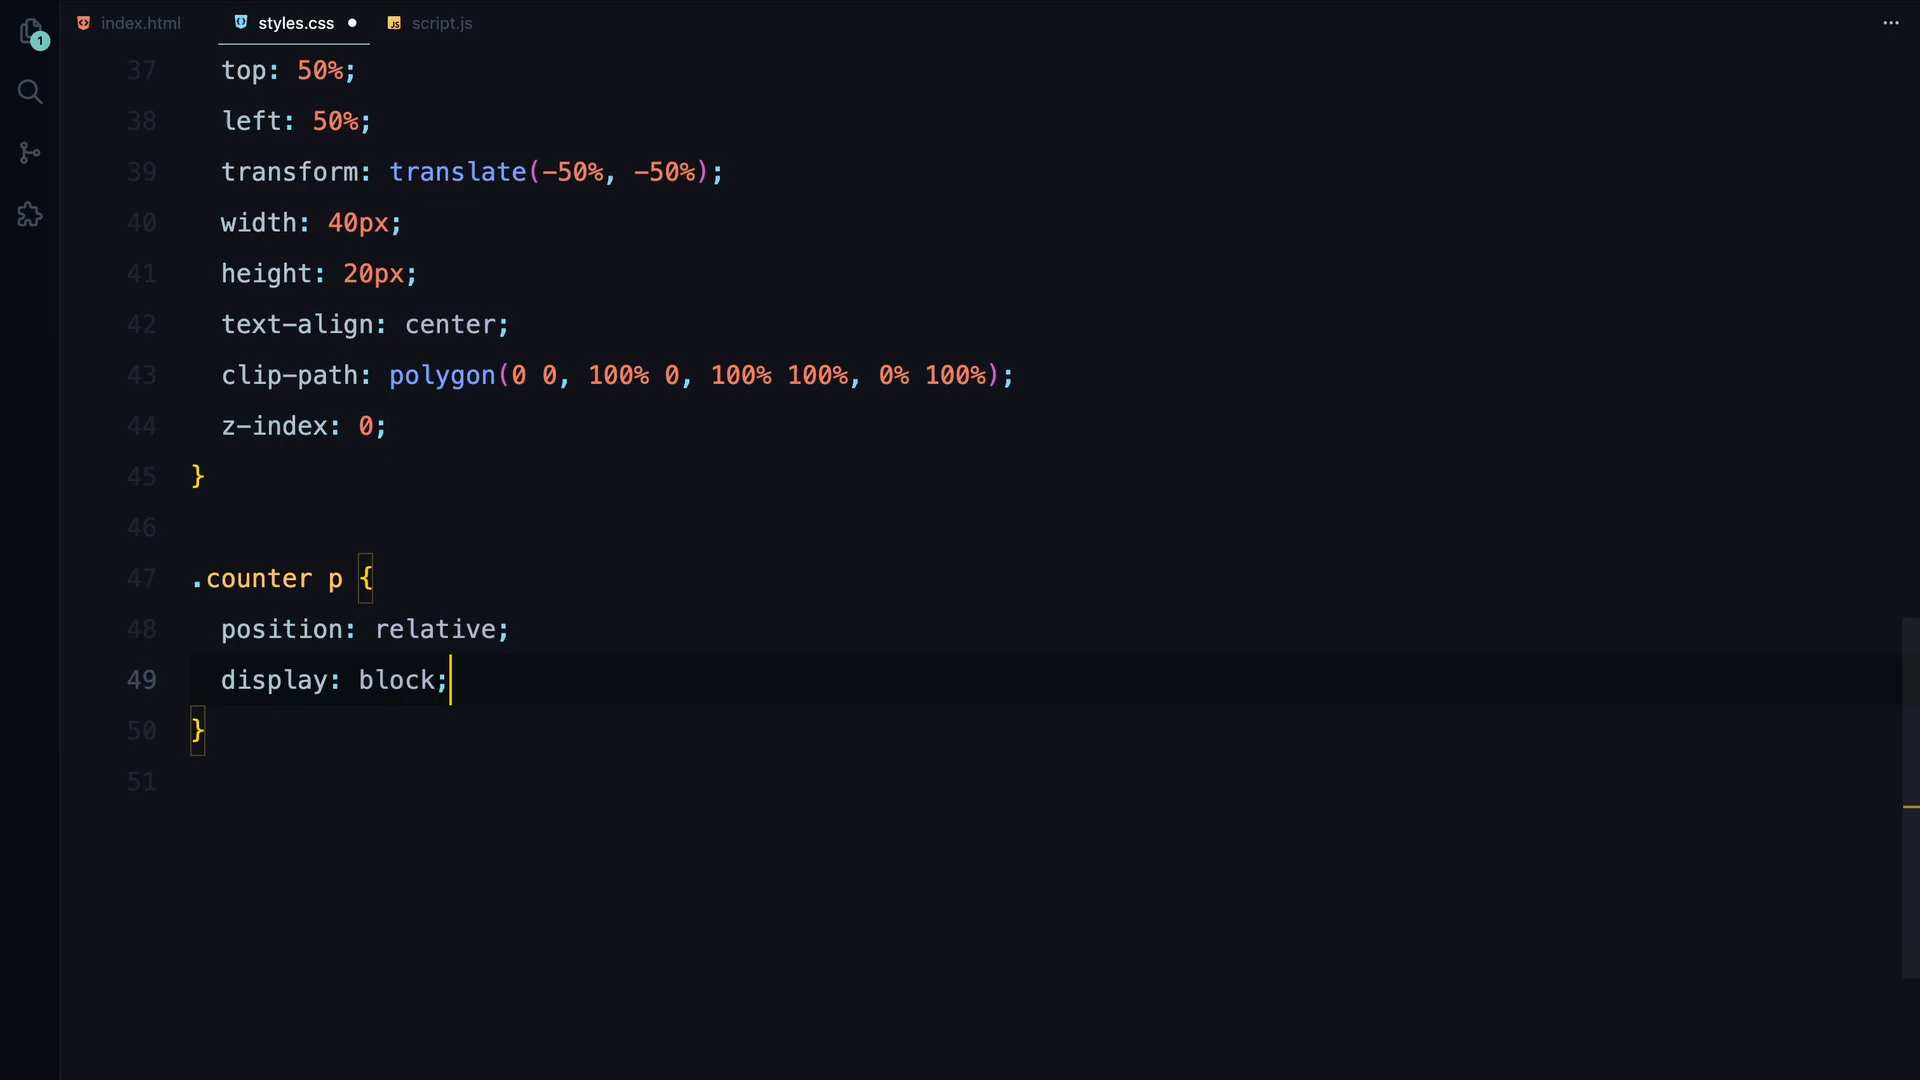 index.html
styles.css
JS script.js
1
37 top: 50%;
38 left: 50%;
39 transform: translate(-50%, -50%);
40 width: 40px;
41 height: 20px;
42 text-align: center;
43 clip-path: polygon(0 0, 100% 0, 100% 100%, 0% 100%);
44 z-index: 0;
45 }
46
47 .counter p {
48 position: relative;
49 display: block;
50 }
51